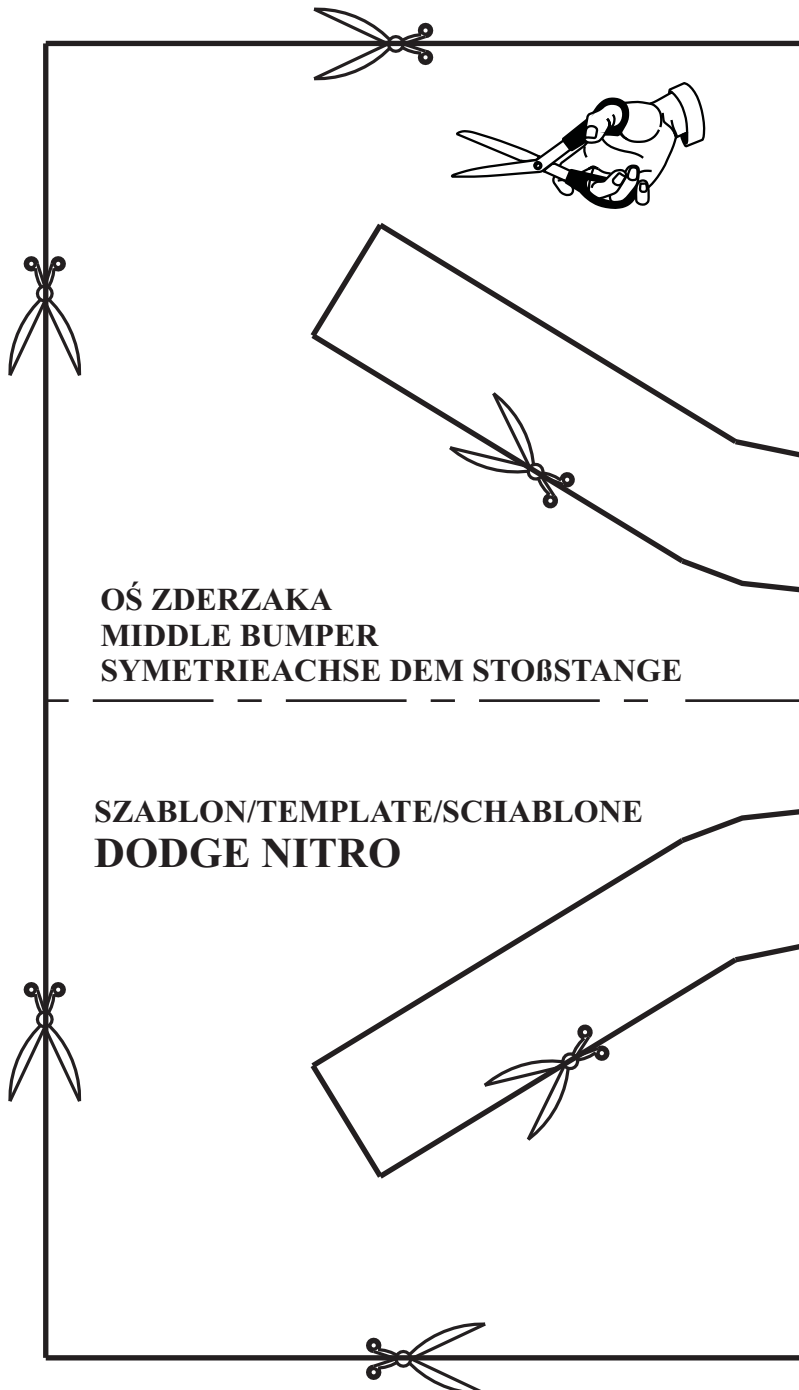 OŚ ZDERZAKA
MIDDLE BUMPER
SYMETRIEACHSE DEM STOßSTANGE
SZABLON/TEMPLATE/SCHABLONE
DODGE NITRO